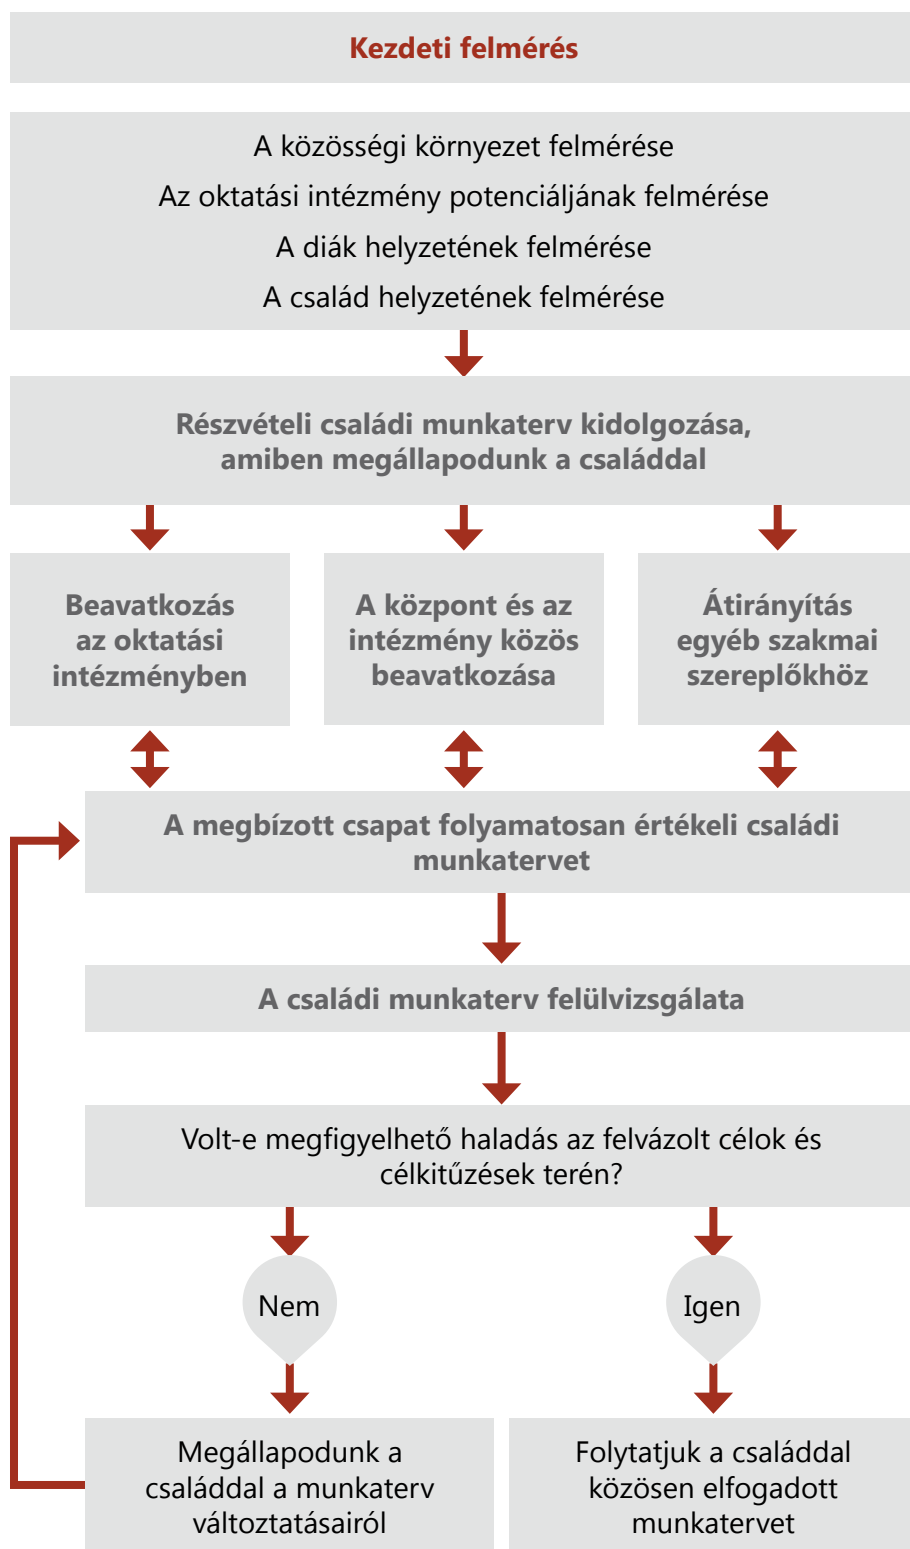 Kezdeti felmérés
A közösségi környezet felmérése
Az oktatási intézmény potenciáljának felmérése
A diák helyzetének felmérése
A család helyzetének felmérése
Részvételi családi munkaterv kidolgozása,
amiben megállapodunk a családdal
Beavatkozás
az oktatási
intézményben
A központ és az
intézmény közös
beavatkozása
Átirányítás
egyéb szakmai
szereplőkhöz
A megbízott csapat folyamatosan értékeli családi
munkatervet
A családi munkaterv felülvizsgálata
Volt-e megfigyelhető haladás az felvázolt célok és
célkitűzések terén?
Nem
Igen
Megállapodunk a
családdal a munkaterv
változtatásairól
Folytatjuk a családdal
közösen elfogadott
munkatervet